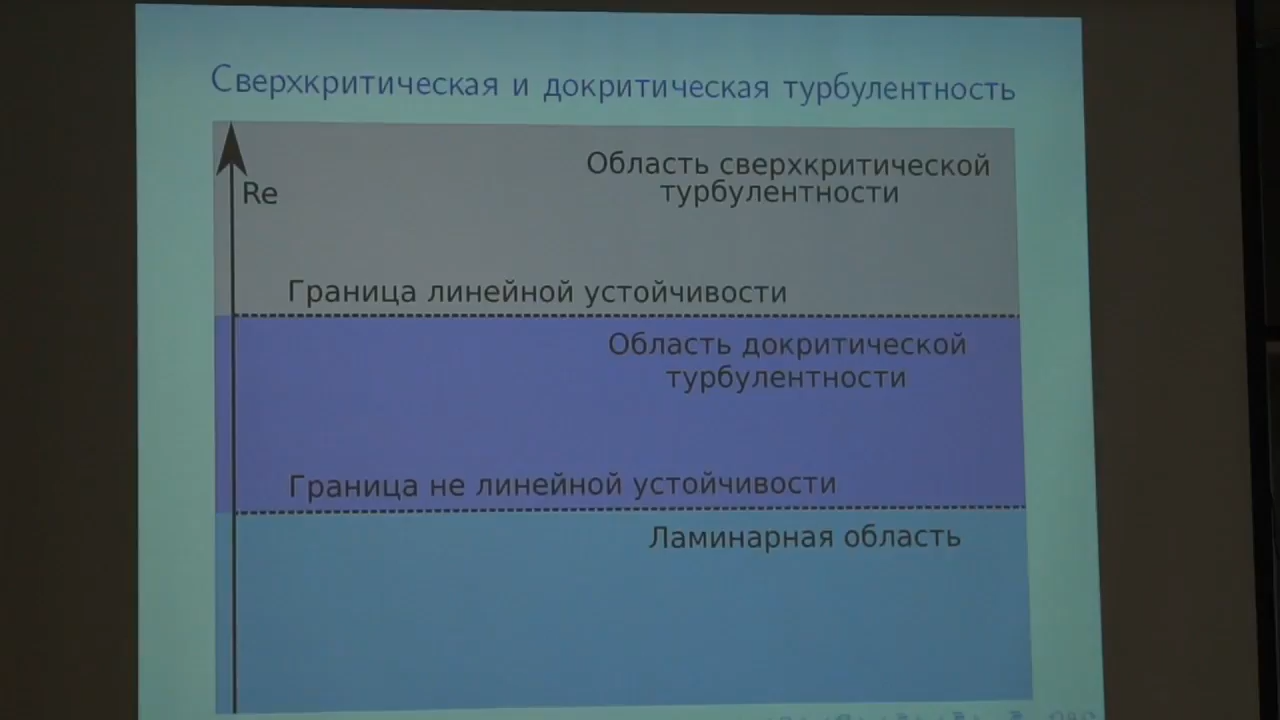 Сверхкритическая и докритическая турбулентность
Область сверхкритической
турбулентности
Re
Граница линейной устойчивости
Область докритической
турбулентности
Граница не линейной устойчивости
Ламинарная область